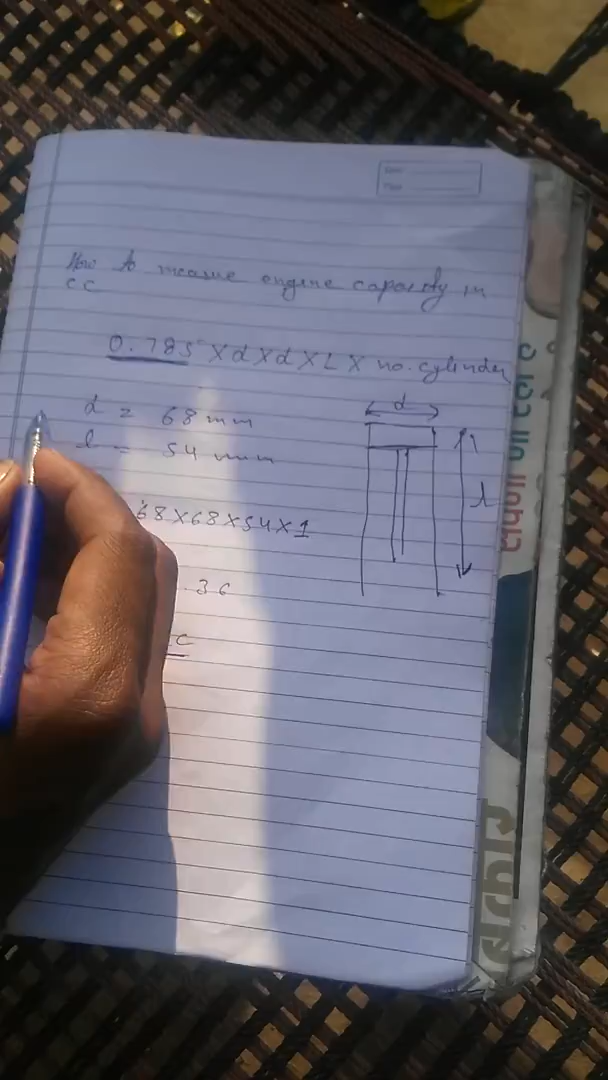 How to measure engine capacity in
cc
0.785 X d X d X L X no. cylinder
d = 68 mm
l = 54 mm
d
l
68X68X54X1
.36
c